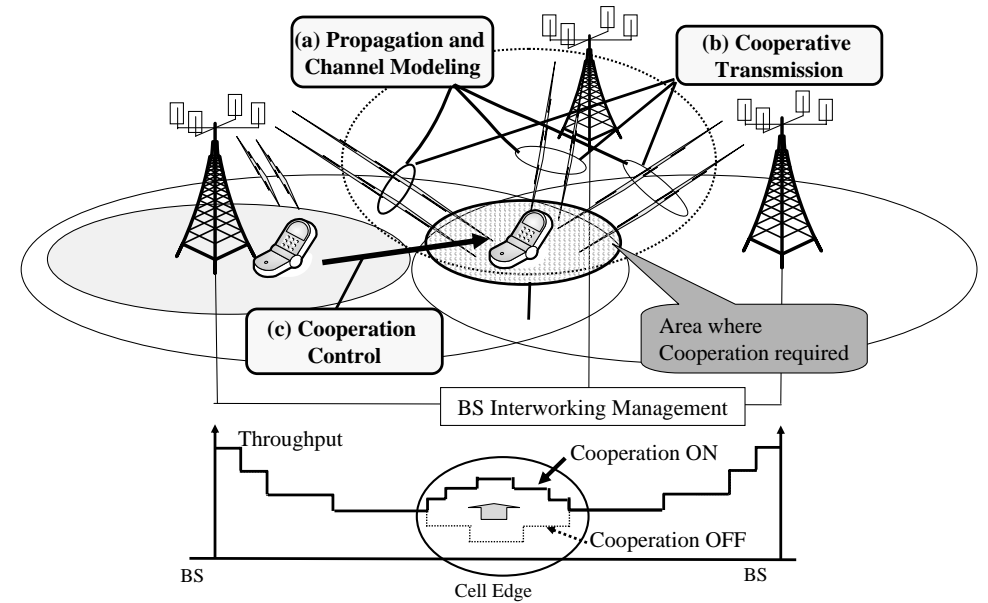 (a) Propagation and
Channel Modeling
(b) Cooperative
Transmission
(c) Cooperation
Control
Area where
Cooperation required
BS Interworking Management
Throughput
Cooperation ON
Cooperation OFF
BS
BS
Cell Edge